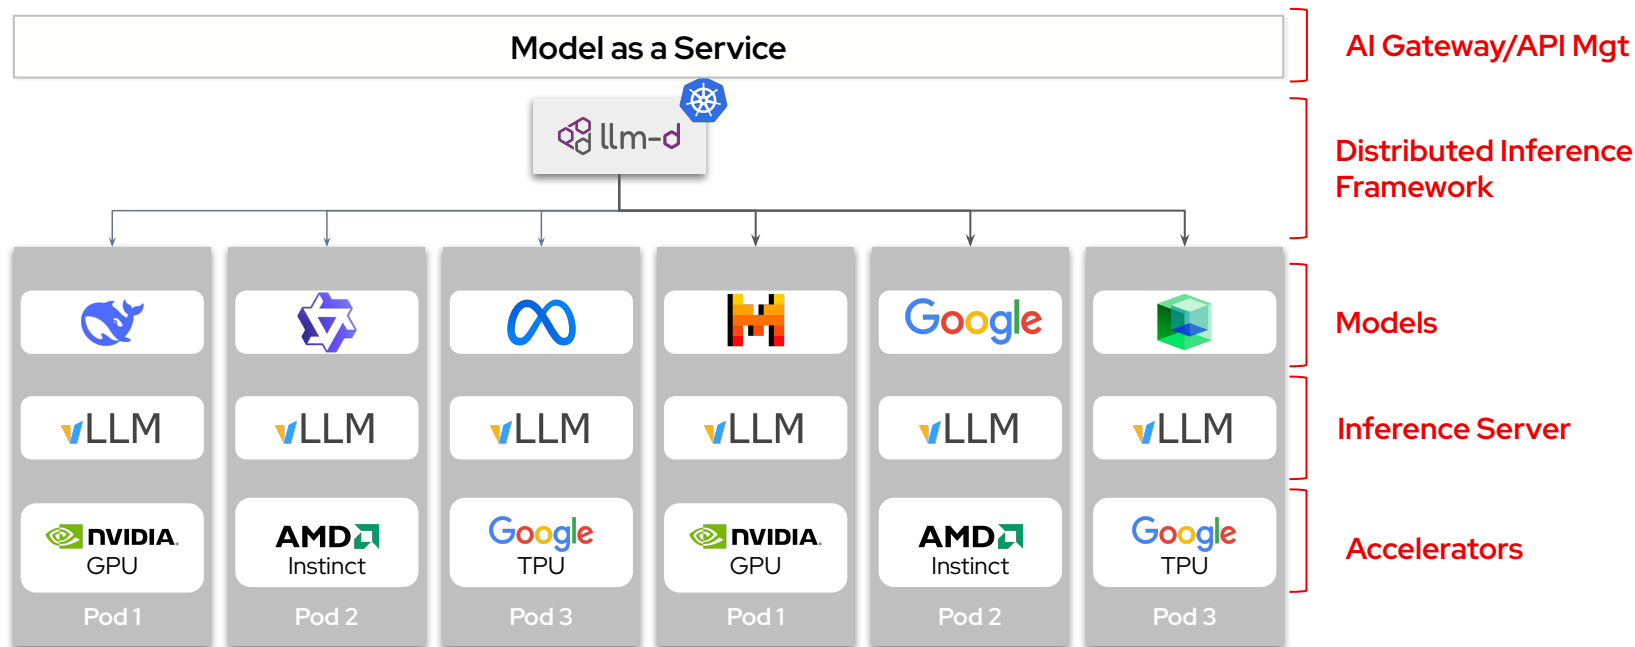 Model as a Service
AI Gateway/API Mgt
llm-d
Distributed Inference
Framework
Google
Models
vLLM
vLLM
vLLM
vLLM
vLLM
vLLM
Inference Server
NVIDIA.
GPU
AMD
Instinct
Google
TPU
NVIDIA.
GPU
AMD
Instinct
Google
TPU
Accelerators
Pod 1
Pod 2
Pod 3
Pod 1
Pod 2
Pod 3